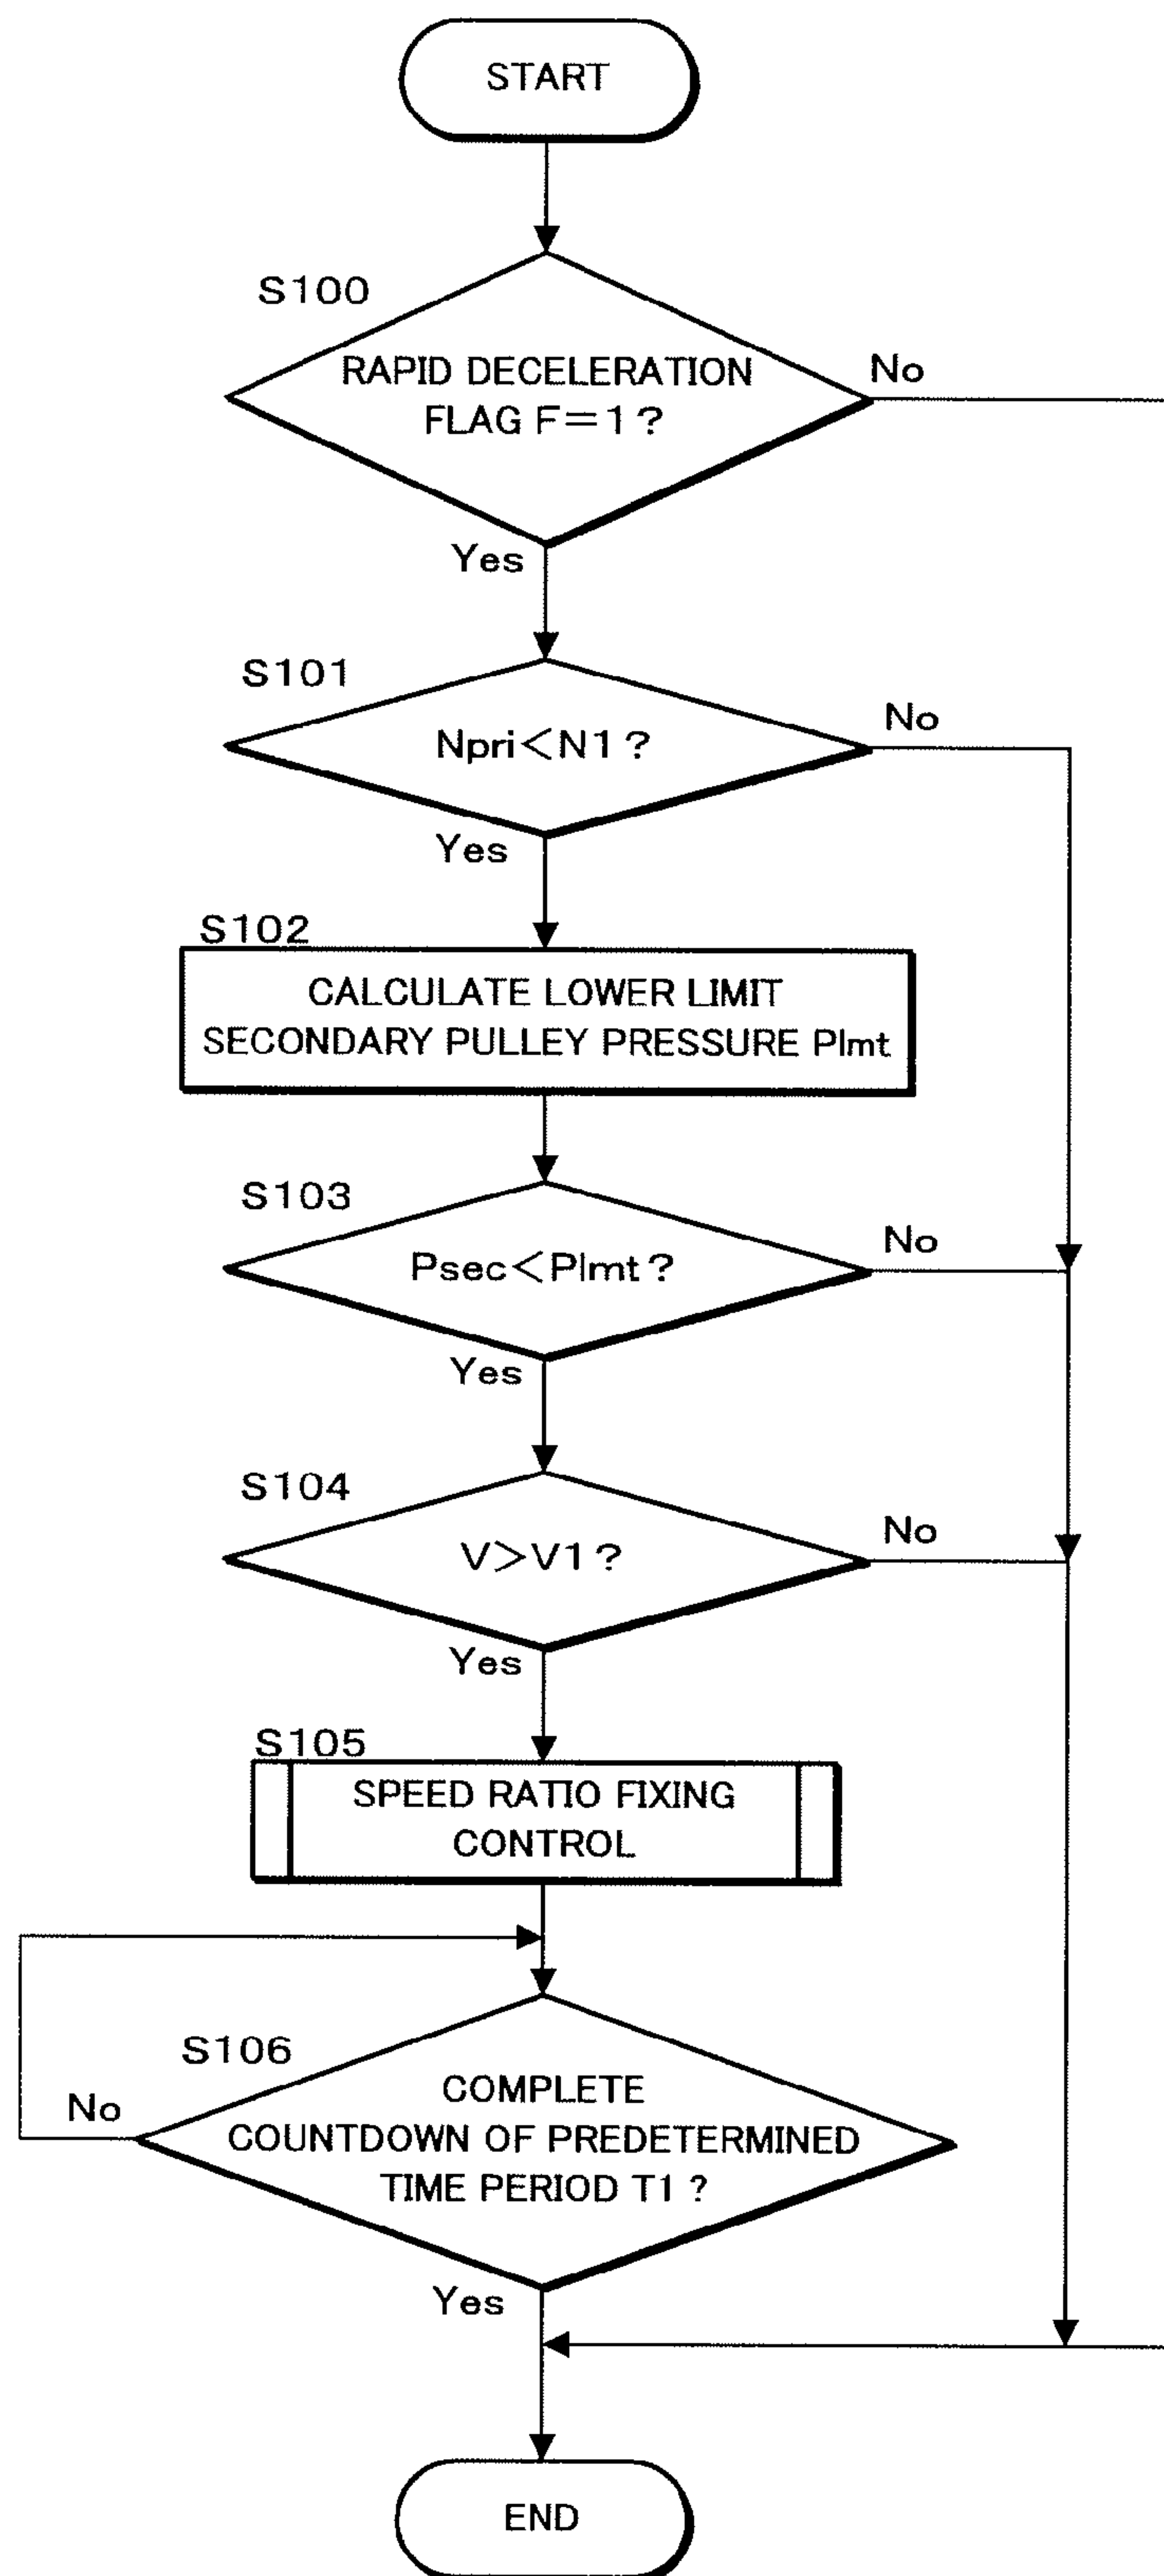 START
S100
RAPID DECELERATION
FLAG F=1?
No
Yes
S101
Npri<N1?
No
Yes
S102
CALCULATE LOWER LIMIT
SECONDARY PULLEY PRESSURE Plmt
S103
Psec<Plmt?
No
Yes
S104
V>V1?
No
Yes
S105
SPEED RATIO FIXING
CONTROL
S106
No
COMPLETE
COUNTDOWN OF PREDETERMINED
TIME PERIOD T1?
Yes
END